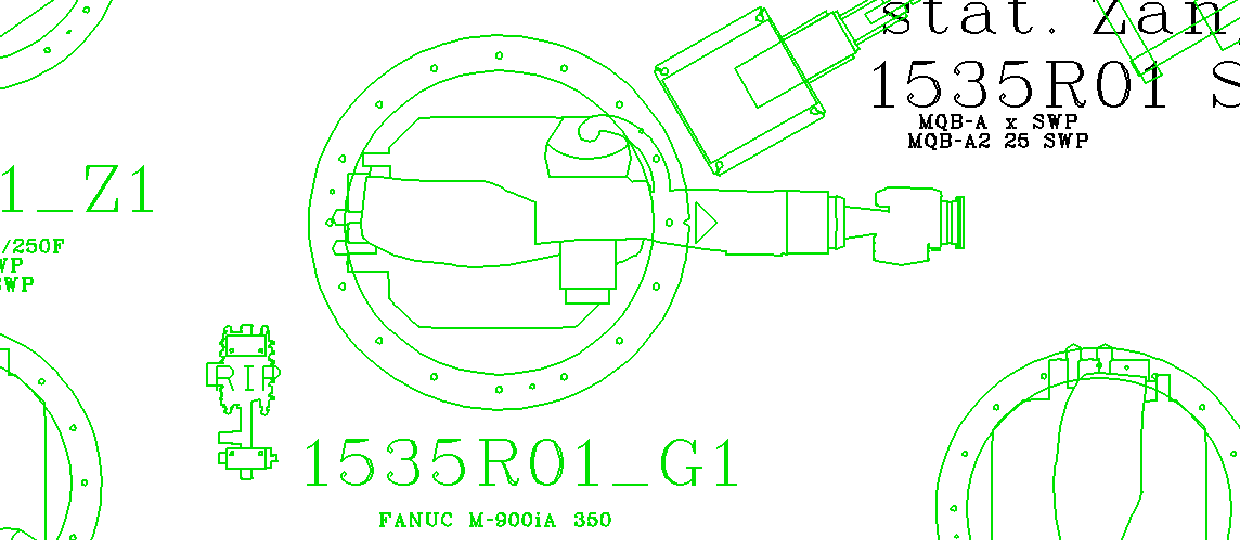 stat. Zan
1535R01 S
MQB-A x SWP
MQB-A2 25 SWP
1_Z1
/250F
WP
SWP
RIP
1535R01_G1
FANUC M-900iA 350